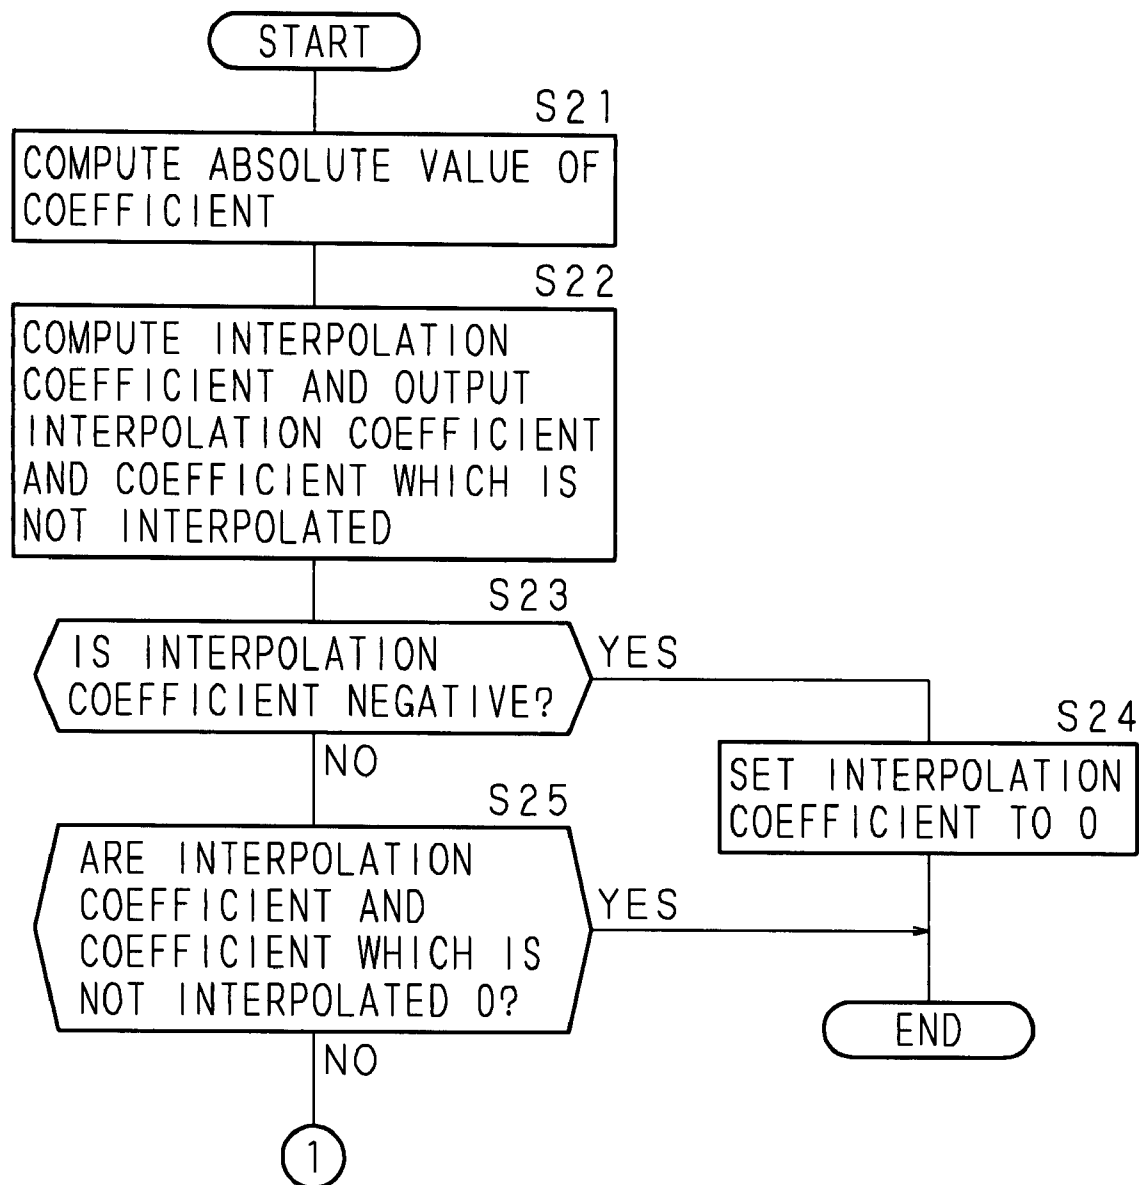 START
S21
COMPUTE ABSOLUTE VALUE OF
COEFFICIENT
S22
COMPUTE INTERPOLATION
COEFFICIENT AND OUTPUT
INTERPOLATION COEFFICIENT
AND COEFFICIENT WHICH IS
NOT INTERPOLATED
S23
IS INTERPOLATION
COEFFICIENT NEGATIVE?
YES
NO
S24
SET INTERPOLATION
COEFFICIENT TO 0
S25
ARE INTERPOLATION
COEFFICIENT AND
COEFFICIENT WHICH IS
NOT INTERPOLATED 0?
YES
NO
END
1